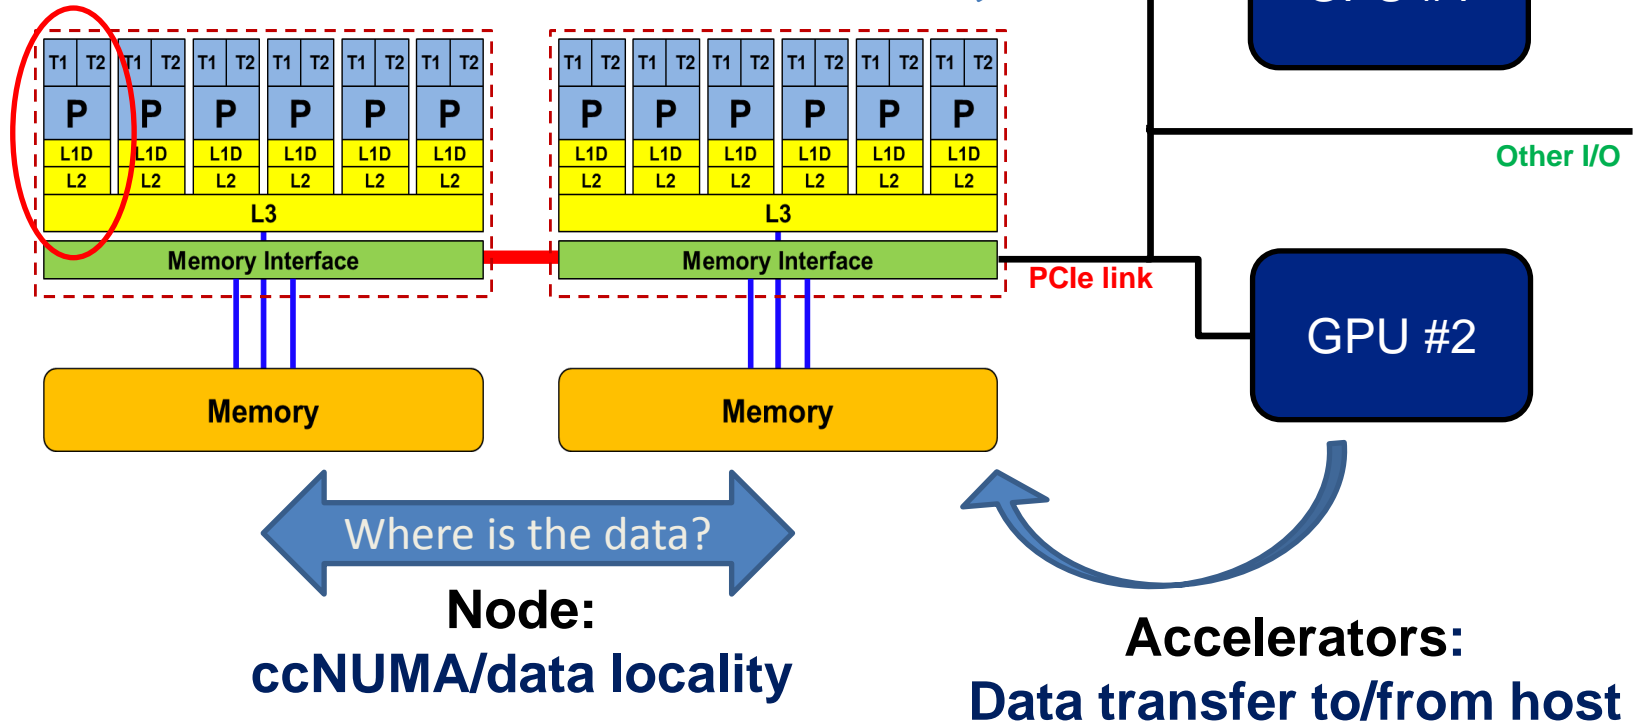 T1 T2 T1 T2 T1 T2 T1 T2 T1 T2 T1 T2
P P P P P P
L1D L1D L1D L1D L1D L1D
L2 L2 L2 L2 L2 L2
L3
Memory Interface
Memory
T1 T2 T1 T2 T1 T2 T1 T2 T1 T2 T1 T2
P P P P P P
L1D L1D L1D L1D L1D L1D
L2 L2 L2 L2 L2 L2
L3
Memory Interface
Memory
Other I/O
PCIe link
GPU #2
Where is the data?
Node:
ccNUMA/data locality
Accelerators:
Data transfer to/from host